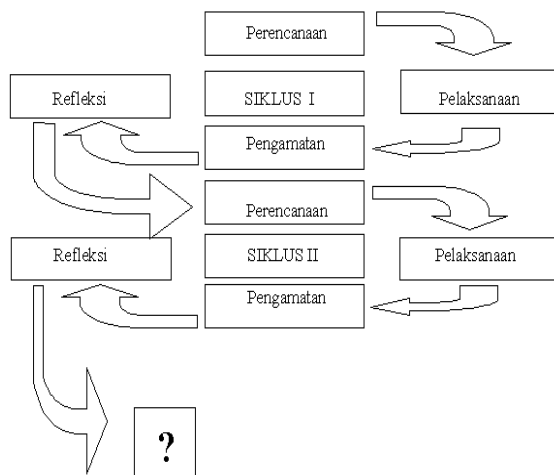 Perencanaan
Refleksi
SIKLUS I
Pelaksanaan
Pengamatan
Perencanaan
Refleksi
SIKLUS II
Pelaksanaan
Pengamatan
?